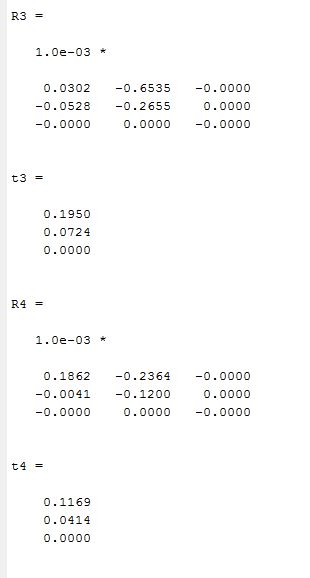 R3 =
1.0e-03 *
0.0302 -0.6535 -0.0000
-0.0528 -0.2655 0.0000
-0.0000 0.0000 -0.0000
t3 =
0.1950
0.0724
0.0000
R4 =
1.0e-03 *
0.1862 -0.2364 -0.0000
-0.0041 -0.1200 0.0000
-0.0000 0.0000 -0.0000
t4 =
0.1169
0.0414
0.0000